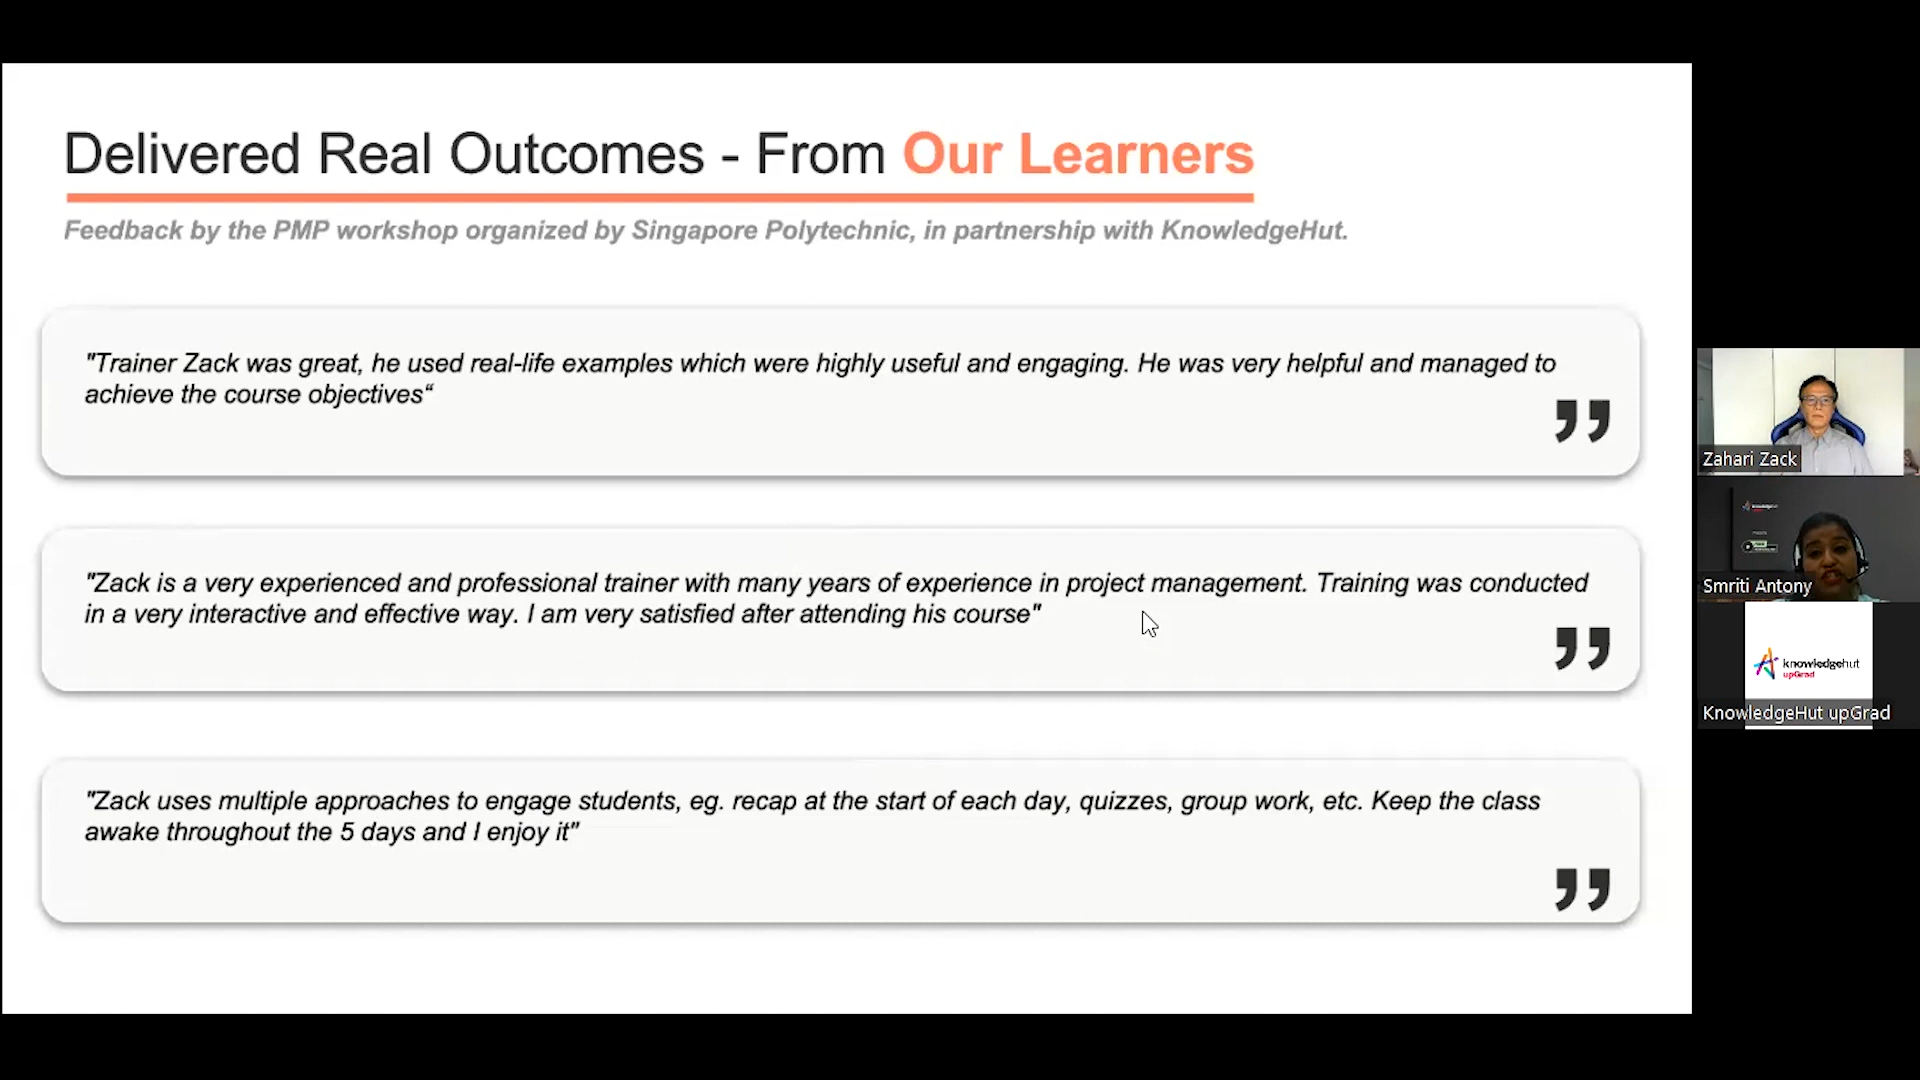 Delivered Real Outcomes - From Our Learners
Feedback by the PMP workshop organized by Singapore Polytechnic, in partnership with KnowledgeHut.
"Trainer Zack was great, he used real-life examples which were highly useful and engaging. He was very helpful and managed to
achieve the course objectives“
"Zack is a very experienced and professional trainer with many years of experience in project management. Training was conducted
in a very interactive and effective way. I am very satisfied after attending his course"
"Zack uses multiple approaches to engage students, eg. recap at the start of each day, quizzes, group work, etc. Keep the class
awake throughout the 5 days and I enjoy it"
Zahari Zack
Smriti Antony
knowledgehut
upGrad
KnowledgeHut upGrad